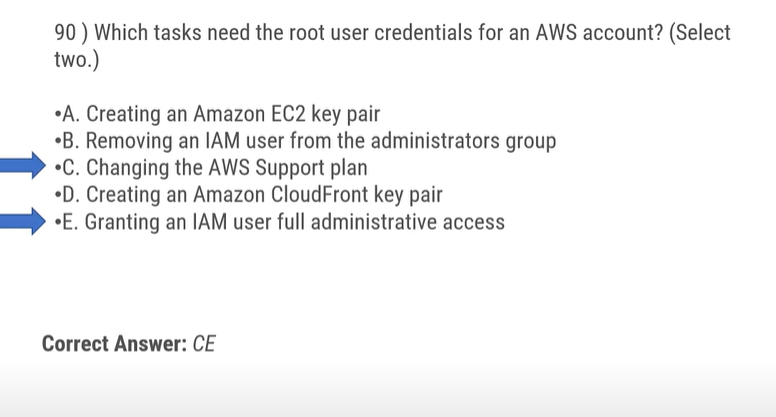 90 ) Which tasks need the root user credentials for an AWS account? (Select
two.)
•A. Creating an Amazon EC2 key pair
•B. Removing an IAM user from the administrators group
•C. Changing the AWS Support plan
•D. Creating an Amazon CloudFront key pair
•E. Granting an IAM user full administrative access
Correct Answer: CE